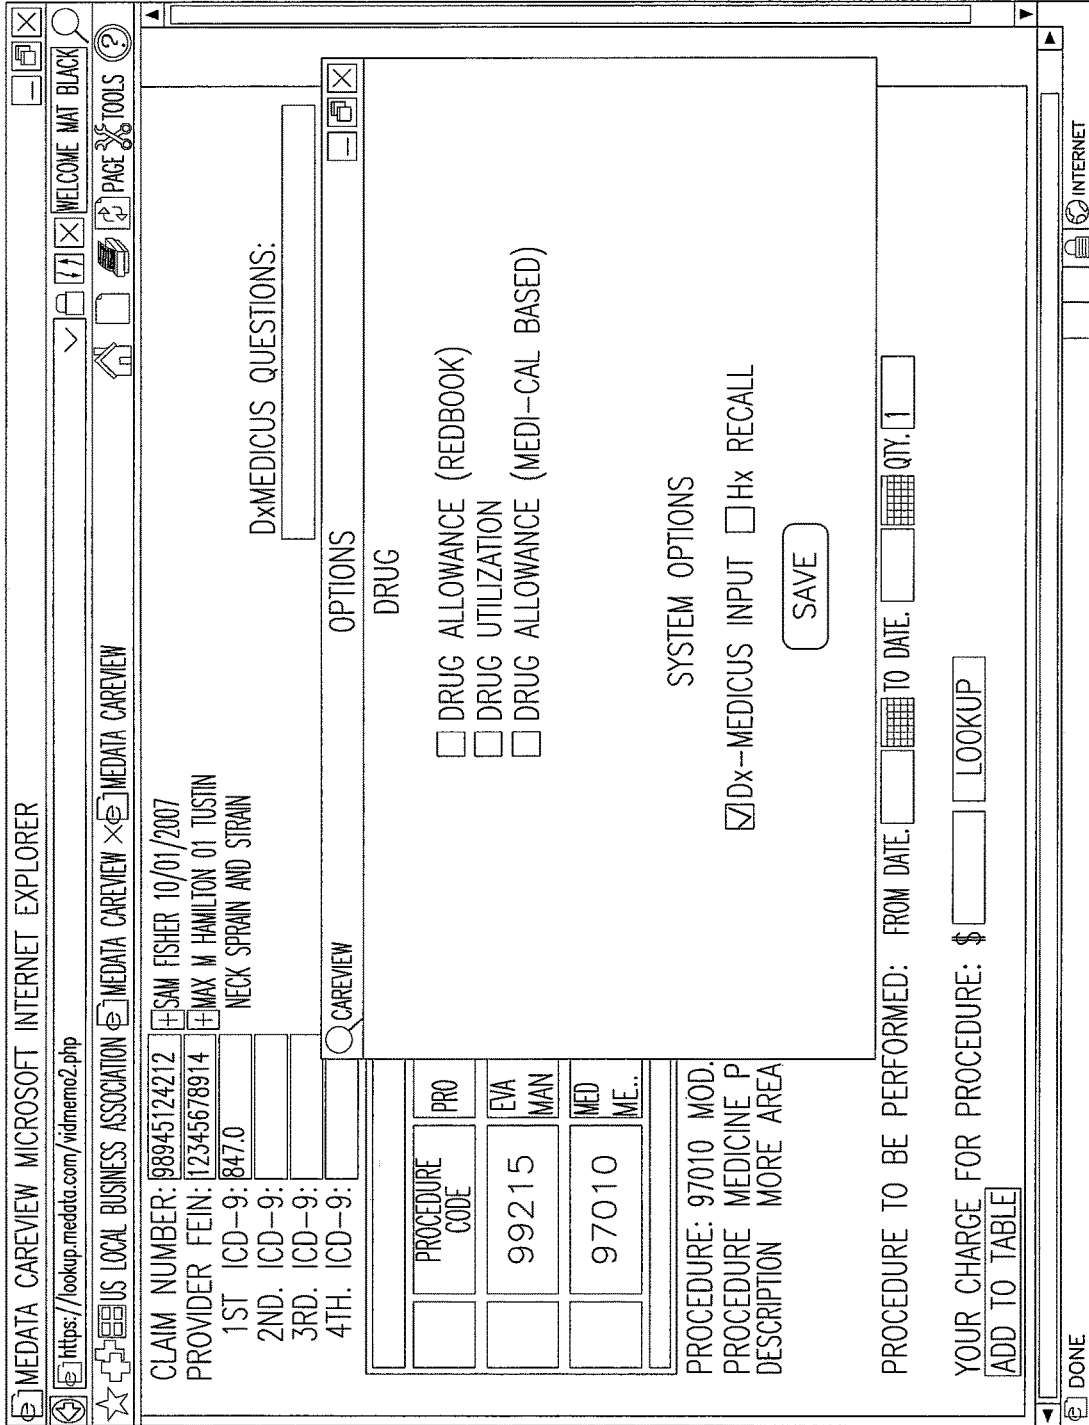 MEDATA CAREVIEW MICROSOFT INTERNET EXPLORER
https://lookup.medata.com/vidmemo2.php
WELCOME MAT BLACK
US LOCAL BUSINESS ASSOCIATION e MEDATA CAREVIEW X e MEDATA CAREVIEW
PAGE TOOLS ?
CLAIM NUMBER: 98945124212 + SAM FISHER 10/01/2007
PROVIDER FEIN: 12345678914 + MAX M HAMILTON 01 TUSTIN
1ST ICD-9: 847.0 NECK SPRAIN AND STRAIN
2ND. ICD-9:
3RD. ICD-9:
4TH. ICD-9:
DxMEDICUS QUESTIONS:
PROCEDURE CODE PRO
99215 EVA MAN
97010 MED ME..
PROCEDURE: 97010 MOD.
PROCEDURE MEDICINE P
DESCRIPTION MORE AREA
CAREVIEW
OPTIONS
DRUG
DRUG ALLOWANCE (REDBOOK)
DRUG UTILIZATION
DRUG ALLOWANCE (MEDI-CAL BASED)
SYSTEM OPTIONS
Dx-MEDICUS INPUT Hx RECALL
SAVE
PROCEDURE TO BE PERFORMED: FROM DATE. TO DATE. QTY. 1
YOUR CHARGE FOR PROCEDURE: $ LOOKUP
ADD TO TABLE
e DONE
INTERNET